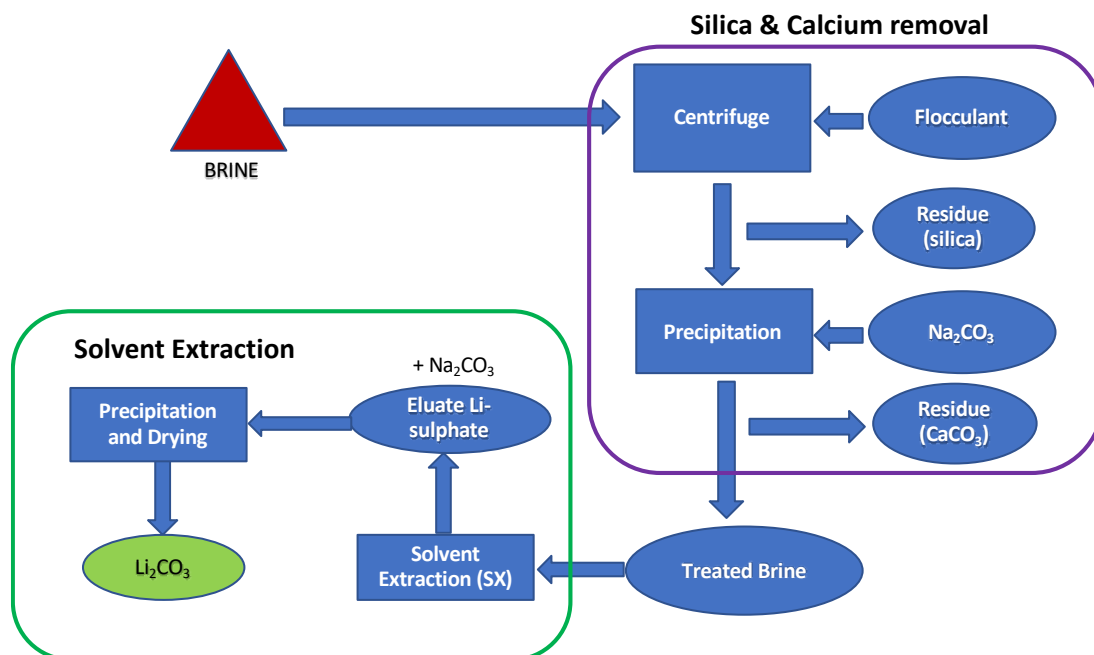 Silica & Calcium removal
BRINE
Centrifuge
Flocculant
Residue
(silica)
Precipitation
Na₂CO₃
Residue
(CaCO₃)
Treated Brine
Solvent Extraction
+ Na₂CO₃
Eluate Li-
sulphate
Precipitation
and Drying
Solvent
Extraction (SX)
Li₂CO₃